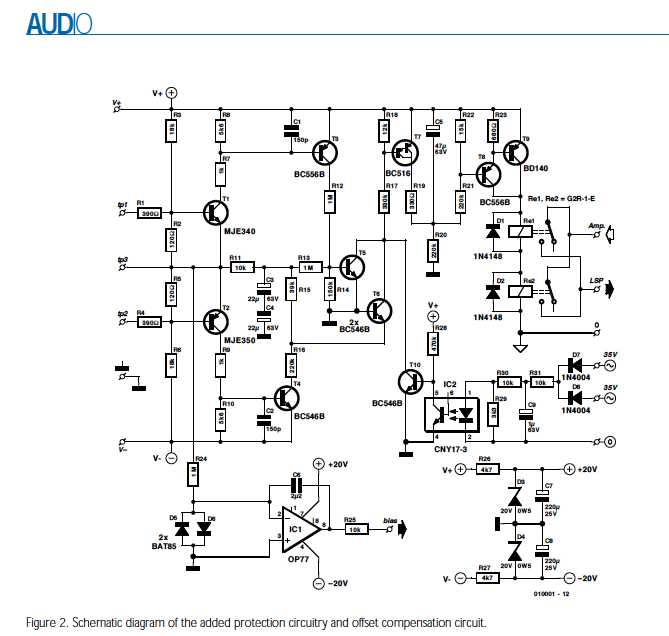 AUDIO
V+
V+
R3
18k
R8
5k6
C1
150p
T3
BC556B
R18
12k
T7
BC516
C5
47µ
63V
R22
15k
R23
680Ω
T9
BD140
T8
BC556B
R7
1k
R12
1M
R17
330k
R19
330Ω
R21
220k
Re1, Re2 = G2R-1-E
tp1
R1
390Ω
R2
120Ω
T1
MJE340
D1
Re1
1N4148
Amp.
R20
220k
tp3
R11
10k
R13
1M
T5
R5
120Ω
C3
22µ
63V
C4
22µ
63V
R15
39k
R14
150k
T6
2x
BC546B
D2
Re2
1N4148
LSP
0
tp2
R4
390Ω
T2
MJE350
V+
R28
470k
R6
18k
R9
1k
R16
220k
T4
BC546B
T10
BC546B
IC2
5
6
1
4
2
CNY17-3
R30
10k
R31
10k
D7
1N4004
35V
D8
1N4004
35V
R29
3k3
C9
1µ
63V
0
R10
5k6
C2
150p
V–
V-
R24
1M
+20V
C6
2µ2
D5
D6
2x
BAT85
2
3
1
7
8
6
4
IC1
OP77
R25
10k
bias
–20V
V+
R26
4k7
+20V
D3
20V
0W5
C7
220µ
25V
D4
20V
0W5
C8
220µ
25V
V-
R27
4k7
–20V
010001 - 12
Figure 2. Schematic diagram of the added protection circuitry and offset compensation circuit.